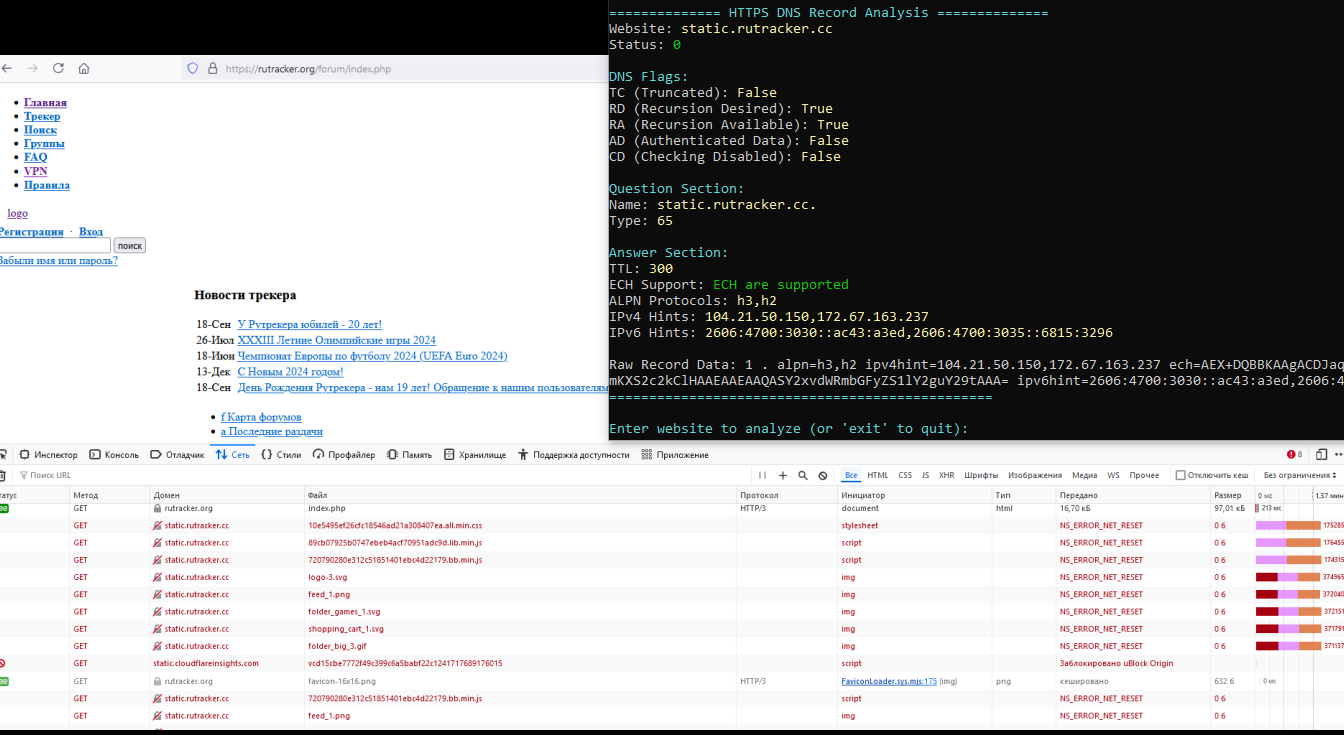 ============== HTTPS DNS Record Analysis ==============
Website: static.rutracker.cc
Status: 0
DNS Flags:
TC (Truncated): False
RD (Recursion Desired): True
RA (Recursion Available): True
AD (Authenticated Data): False
CD (Checking Disabled): False
Question Section:
Name: static.rutracker.cc.
Type: 65
Answer Section:
TTL: 300
ECH Support: ECH are supported
ALPN Protocols: h3,h2
IPv4 Hints: 104.21.50.150,172.67.163.237
IPv6 Hints: 2606:4700:3030::ac43:a3ed,2606:4700:3035::6815:3296
Raw Record Data: 1 . alpn=h3,h2 ipv4hint=104.21.50.150,172.67.163.237 ech=AEX+DQBBKAAgACDJaq
mKXS2c2kClHAAEAAEAAQASY2xvdWRmbGFyZS1lY2guY29tAAA= ipv6hint=2606:4700:3030::ac43:a3ed,2606:4
================================================
Enter website to analyze (or 'exit' to quit):
https://rutracker.org/forum/index.php
Главная
Трекер
Поиск
Группы
FAQ
VPN
Правила
logo
Регистрация · Вход
поиск
Забыли имя или пароль?
Новости трекера
18-Сен У Рутрекера юбилей - 20 лет!
26-Июл XXXIII Летние Олимпийские игры 2024
18-Июн Чемпионат Европы по футболу 2024 (UEFA Euro 2024)
13-Дек С Новым 2024 годом!
18-Сен День Рождения Рутрекера - нам 19 лет! Обращение к нашим пользователям
f Карта форумов
a Последние раздачи
Инспектор Консоль Отладчик Сеть Стили Профайлер Память Хранилище Поддержка доступности Приложение 8
Поиск URL Все HTML CSS JS XHR Шрифты Изображения Медиа WS Прочее Отключить кеш Без ограничения
татус Метод Домен Файл Протокол Инициатор Тип Передано Размер 0 мс 1,37 мин
GET rutracker.org index.php HTTP/3 document html 16,70 кБ 97,01 кБ 213 мс
GET static.rutracker.cc 10e5495ef26cfc18546ad21a308407ea.all.min.css stylesheet NS_ERROR_NET_RESET 0 б 175285
GET static.rutracker.cc 89cb07925b0747ebeb4acf70951adc9d.lib.min.js script NS_ERROR_NET_RESET 0 б 176455
GET static.rutracker.cc 720790280e312c51851401ebc4d22179.bb.min.js script NS_ERROR_NET_RESET 0 б 174315
GET static.rutracker.cc logo-3.svg img NS_ERROR_NET_RESET 0 б 374965
GET static.rutracker.cc feed_1.png img NS_ERROR_NET_RESET 0 б 372040
GET static.rutracker.cc folder_games_1.svg img NS_ERROR_NET_RESET 0 б 372151
GET static.rutracker.cc shopping_cart_1.svg img NS_ERROR_NET_RESET 0 б 371791
GET static.rutracker.cc folder_big_3.gif img NS_ERROR_NET_RESET 0 б 371137
GET static.cloudflareinsights.com vcd15cbe7772f49c399c6a5babf22c1241717689176015 script Заблокировано uBlock Origin
GET rutracker.org favicon-16x16.png HTTP/3 FaviconLoader.sys.mjs:175 (img) png кешировано 632 б 0 мс
GET static.rutracker.cc 720790280e312c51851401ebc4d22179.bb.min.js script NS_ERROR_NET_RESET 0 б
GET static.rutracker.cc feed_1.png img NS_ERROR_NET_RESET 0 б